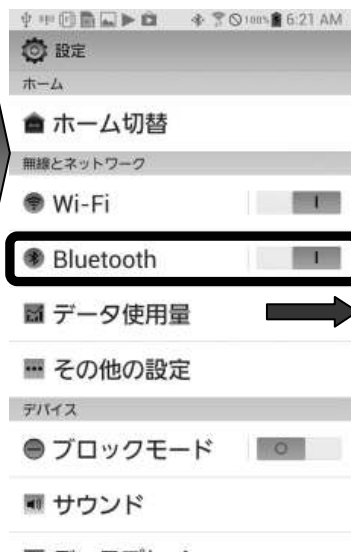 100% 6:21 AM
設定
ホーム
ホーム切替
無線とネットワーク
Wi-Fi
Bluetooth
データ使用量
その他の設定
デバイス
ブロックモード
サウンド